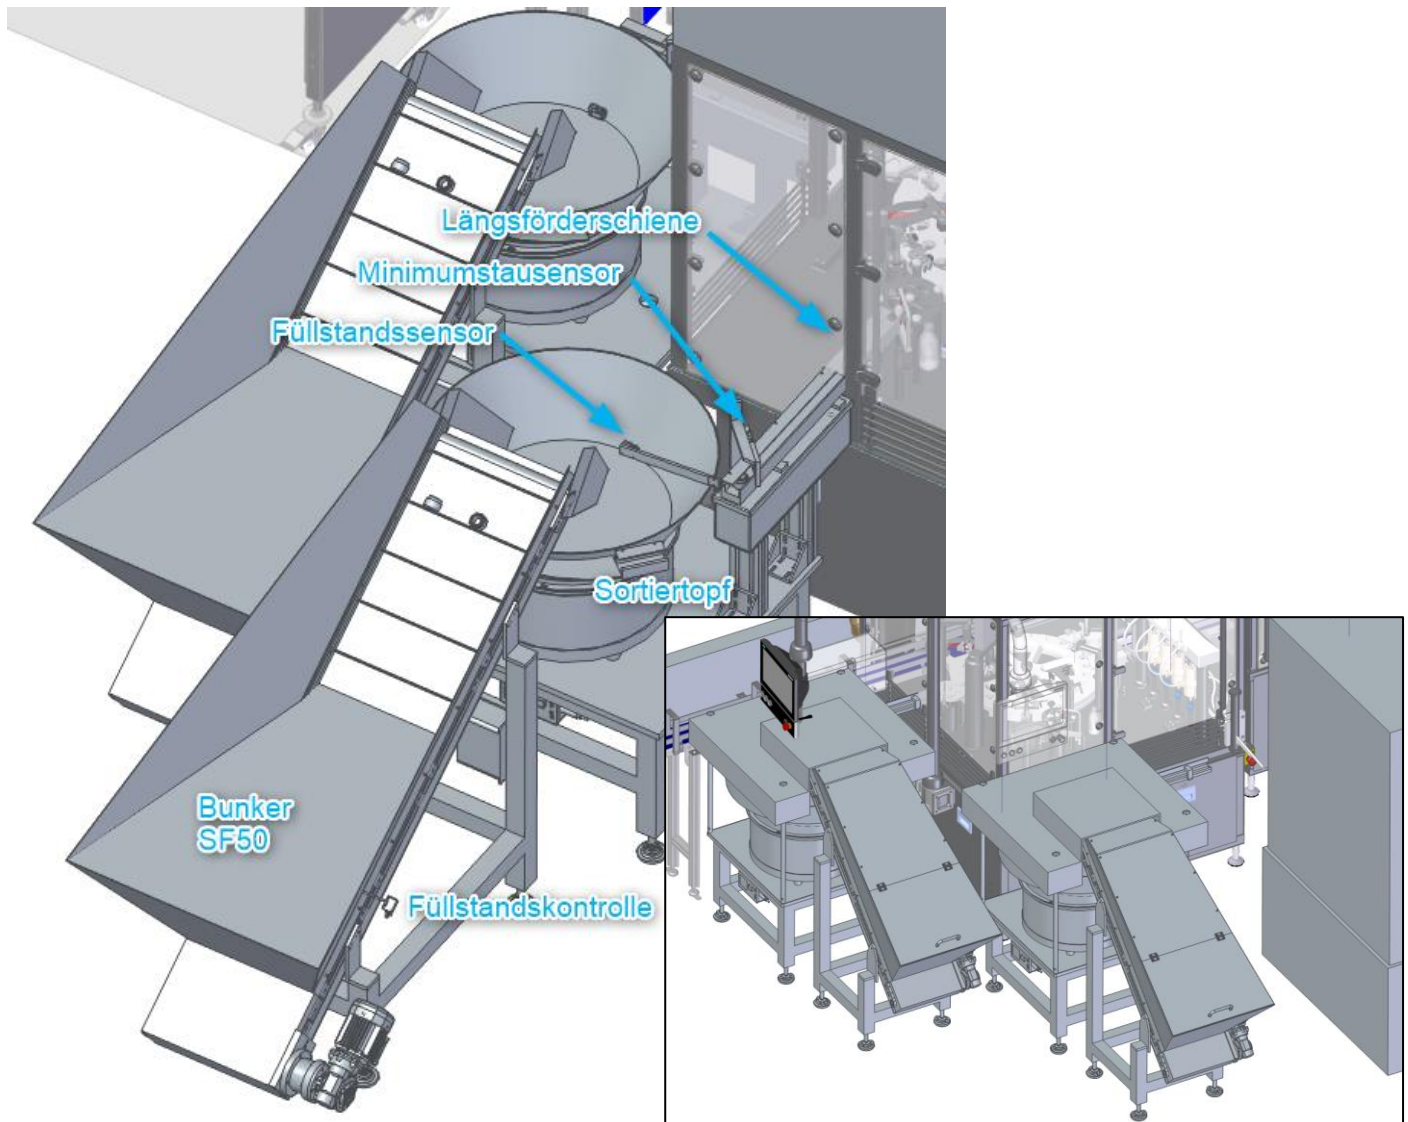 Längsförderschiene
Minimumstausensor
Füllstandssensor
Sortiertopf
Bunker
SF50
Füllstandskontrolle